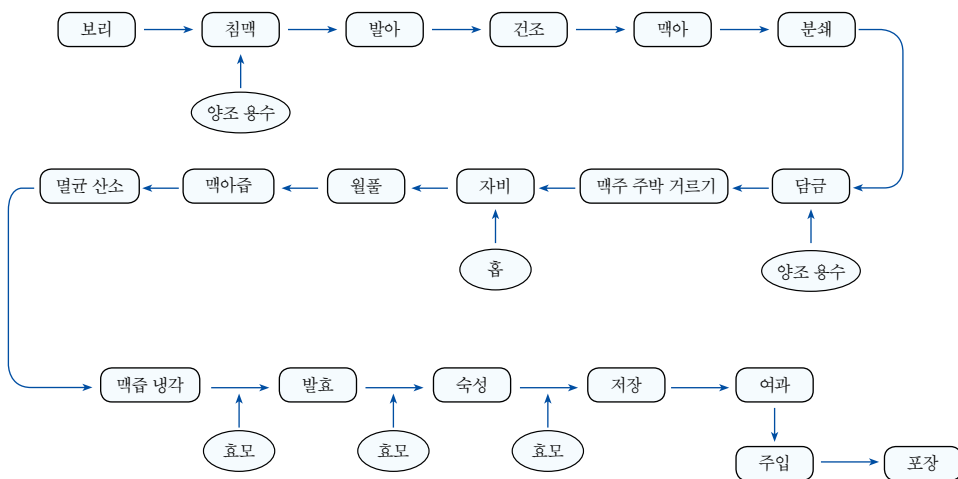 보리
침맥
발아
건조
맥아
분쇄
양조 용수
멸균 산소
맥아즙
월풀
자비
맥주 주박 거르기
담금
홉
양조 용수
맥즙 냉각
발효
숙성
저장
여과
효모
효모
효모
주입
포장